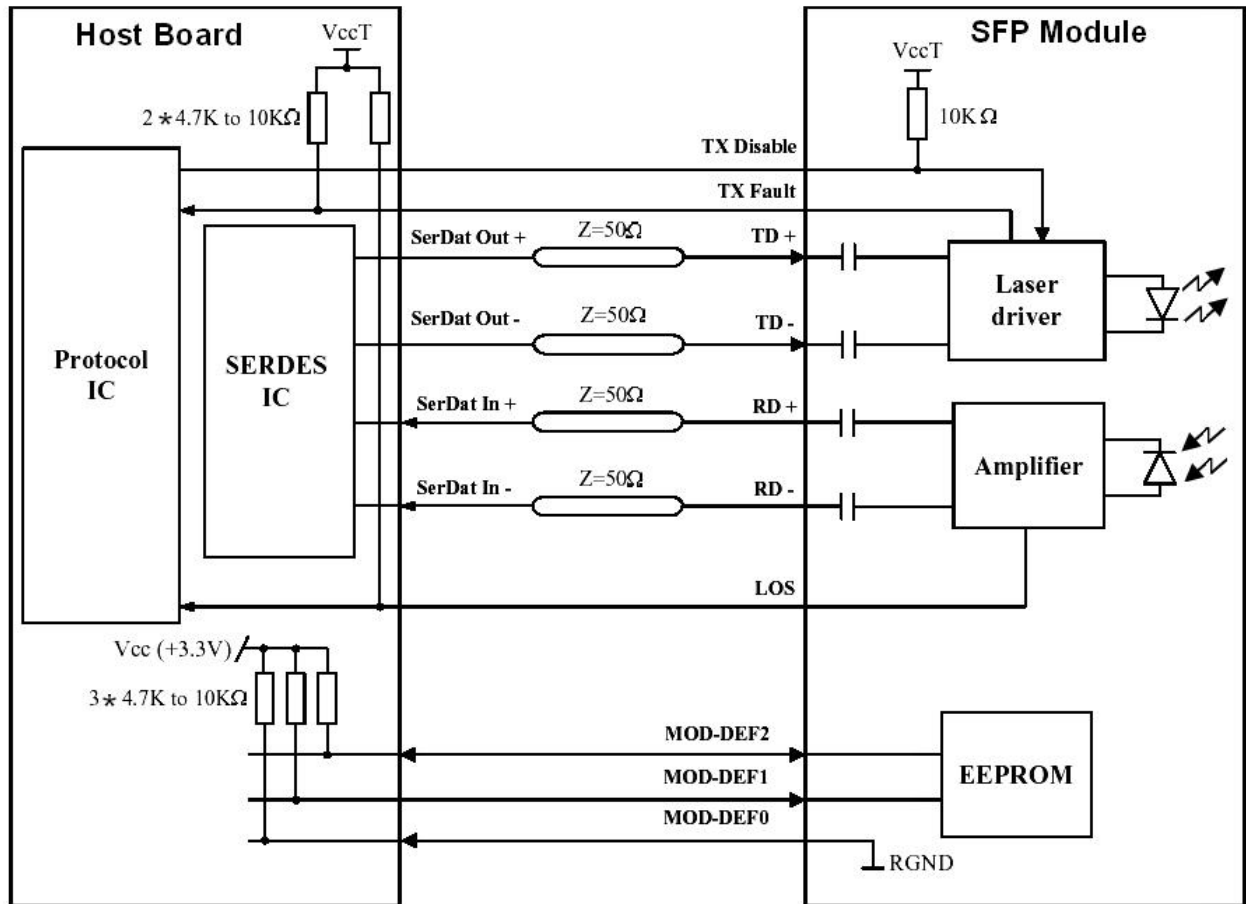 Host Board
SFP Module
VccT
VccT
2 * 4.7K to 10KΩ
10K Ω
TX Disable
TX Fault
SerDat Out +
Z=50Ω
TD +
SerDat Out -
Z=50Ω
TD -
Laser
driver
Protocol
IC
SERDES
IC
SerDat In +
Z=50Ω
RD +
SerDat In -
Z=50Ω
RD -
Amplifier
LOS
Vcc (+3.3V)
3 * 4.7K to 10KΩ
MOD-DEF2
MOD-DEF1
MOD-DEF0
EEPROM
RGND